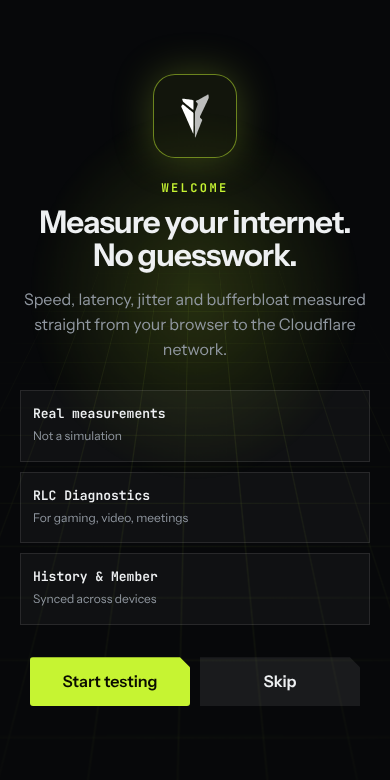 WELCOME
Measure your internet.
No guesswork.
Speed, latency, jitter and bufferbloat measured
straight from your browser to the Cloudflare
network.
Real measurements
Not a simulation
RLC Diagnostics
For gaming, video, meetings
History & Member
Synced across devices
Start testing
Skip